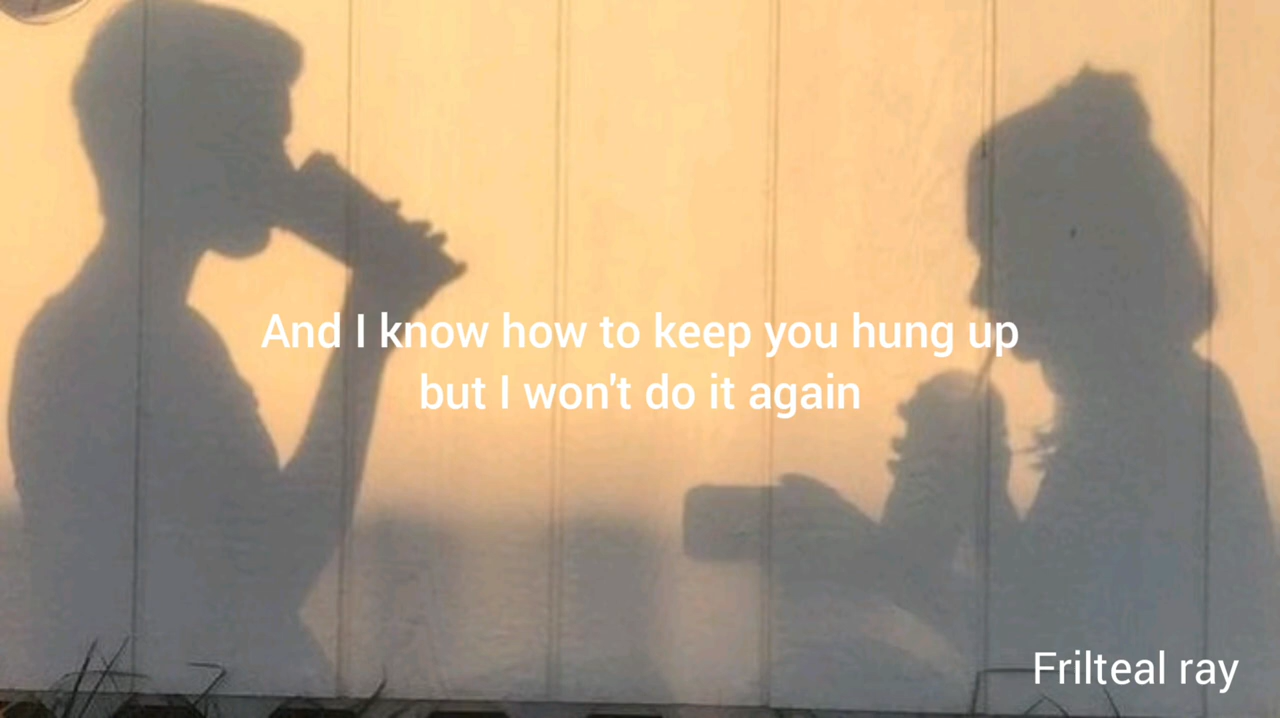 And I know how to keep you hung up
but I won't do it again
Frilteal ray